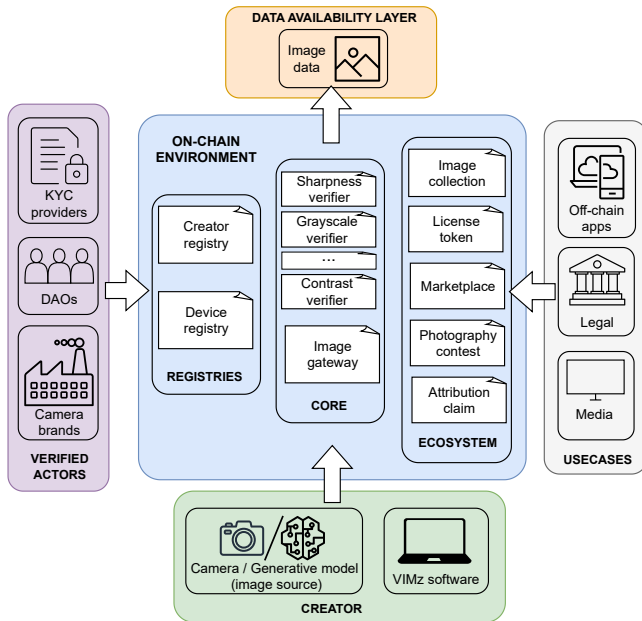 DATA AVAILABILITY LAYER
Image
data
KYC
providers
DAOs
Camera
brands
VERIFIED
ACTORS
ON-CHAIN
ENVIRONMENT
Creator
registry
Device
registry
REGISTRIES
Sharpness
verifier
Grayscale
verifier
...
Contrast
verifier
Image
gateway
CORE
Image
collection
License
token
Marketplace
Photography
contest
Attribution
claim
ECOSYSTEM
Off-chain
apps
Legal
Media
USECASES
Camera / Generative model
(image source)
VIMz software
CREATOR